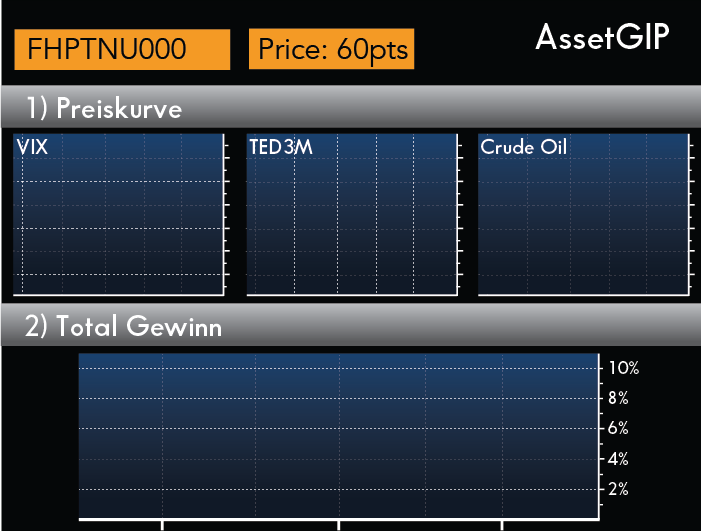 FHPTNU000 Price: 60pts AssetGIP
1) Preiskurve
VIX TED3M Crude Oil
2) Total Gewinn
10%
8%
6%
4%
2%